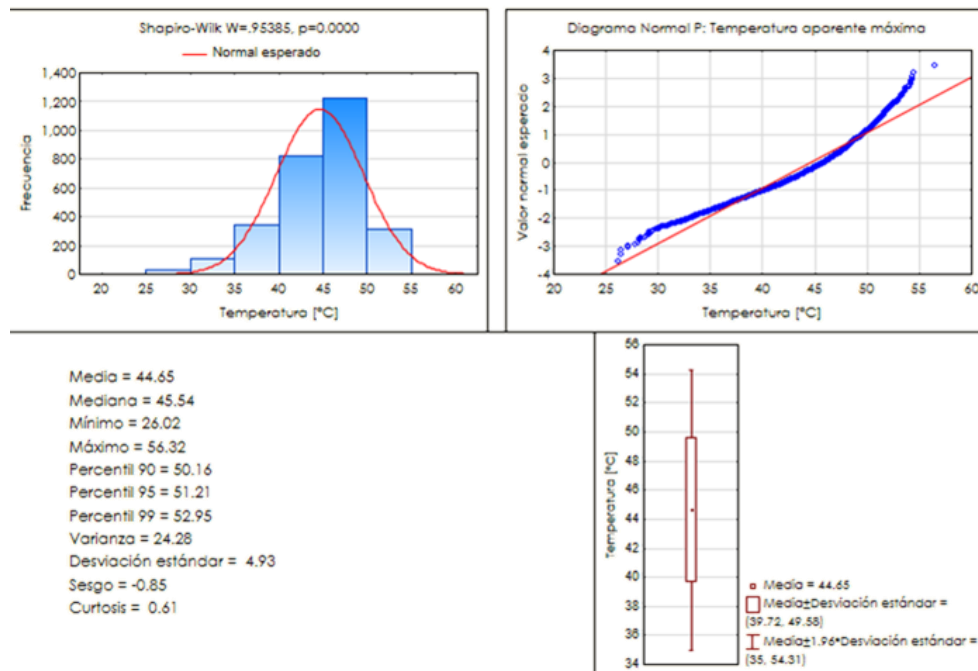 Shapiro-Wilk W=.95385, p=0.0000
Normal esperado
1,400
1,200
1,000
800
600
400
200
0
Frecuencia
20 25 30 35 40 45 50 55 60
Temperatura [ºC]
Diagrama Normal P: Temperatura aparente máxima
4
3
2
1
0
-1
-2
-3
-4
Valor normal esperado
20 25 30 35 40 45 50 55 60
Temperatura [ºC]
Media = 44.65
Mediana = 45.54
Mínimo = 26.02
Máximo = 56.32
Percentil 90 = 50.16
Percentil 95 = 51.21
Percentil 99 = 52.95
Varianza = 24.28
Desviación estándar = 4.93
Sesgo = -0.85
Curtosis = 0.61
56
54
52
50
48
46
44
42
40
38
36
34
Temperatura [ºC]
Media = 44.65
Media±Desviación estándar =
(39.72, 49.58)
Media±1.96*Desviación estándar =
(35, 54.31)